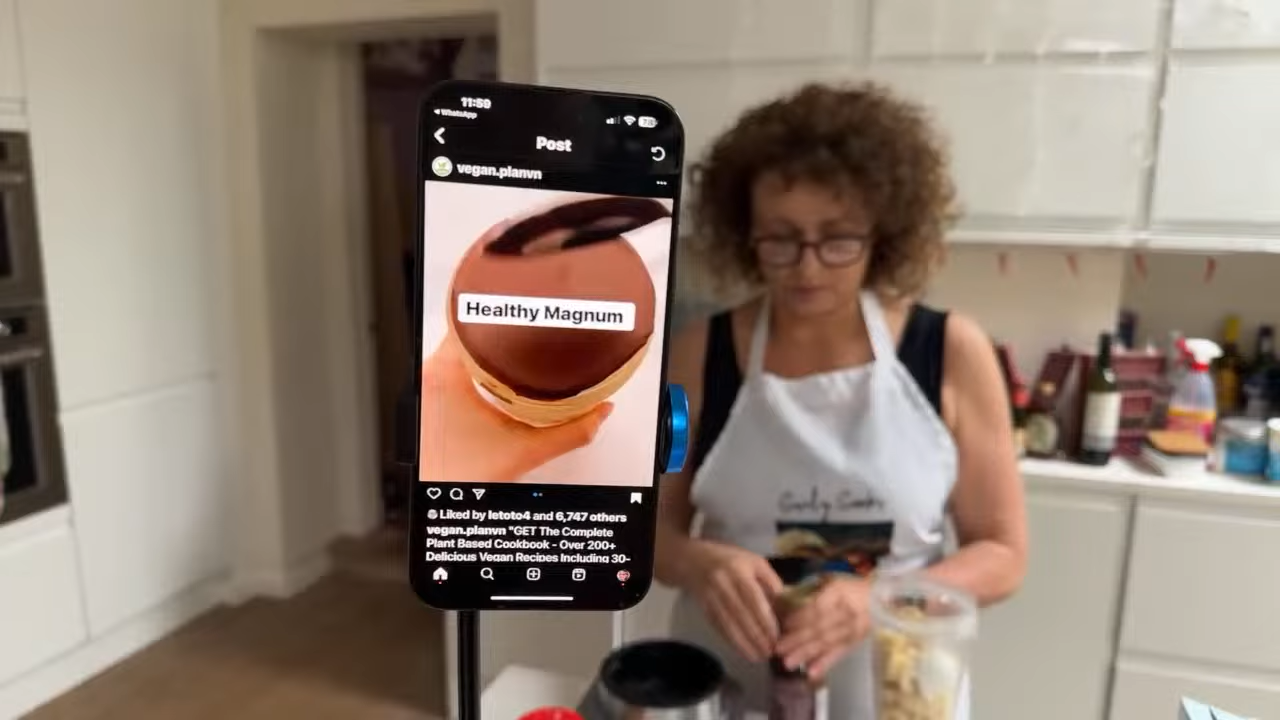 11:59
WhatsApp
Post
vegan.planvn
Healthy Magnum
Liked by letoto4 and 6,747 others
vegan.planvn "GET The Complete
Plant Based Cookbook - Over 200+
Delicious Vegan Recipes Including 30-